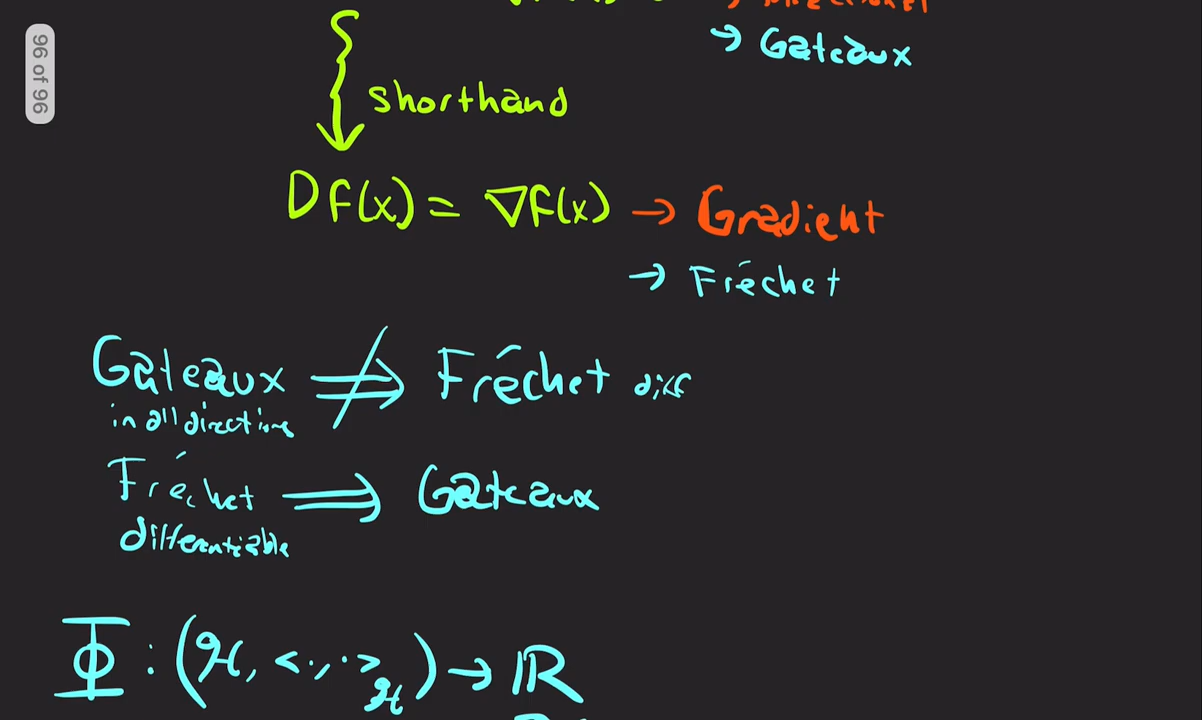 → Gateaux
shorthand
Df(x) = ∇f(x) → Gradient
→ Fréchet
Gateaux ⇏ Fréchet diff
in all directions
Fréchet ⟹ Gateaux
differentiable
Φ : (ℋ, <·,·>_ℋ) → ℝ
96 of 96